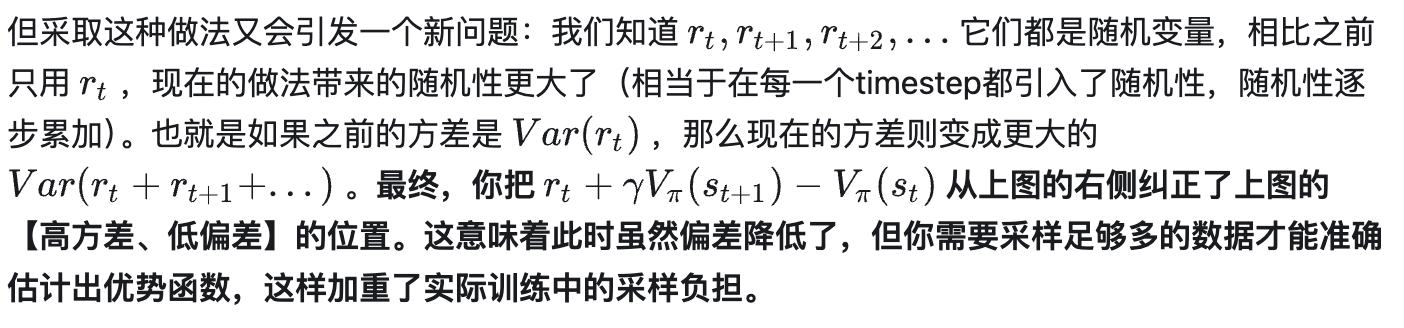 但采取这种做法又会引发一个新问题：我们知道 $r_t, r_{t+1}, r_{t+2}, \dots$ 它们都是随机变量，相比之前
只用 $r_t$ ，现在的做法带来的随机性更大了（相当于在每一个timestep都引入了随机性，随机性逐
步累加）。也就是如果之前的方差是 $Var(r_t)$ ，那么现在的方差则变成更大的
$Var(r_t + r_{t+1} + \dots)$ 。最终，你把 $r_t + \gamma V_\pi(s_{t+1}) - V_\pi(s_t)$ 从上图的右侧纠正了上图的
【高方差、低偏差】的位置。这意味着此时虽然偏差降低了，但你需要采样足够多的数据才能准确
估计出优势函数，这样加重了实际训练中的采样负担。